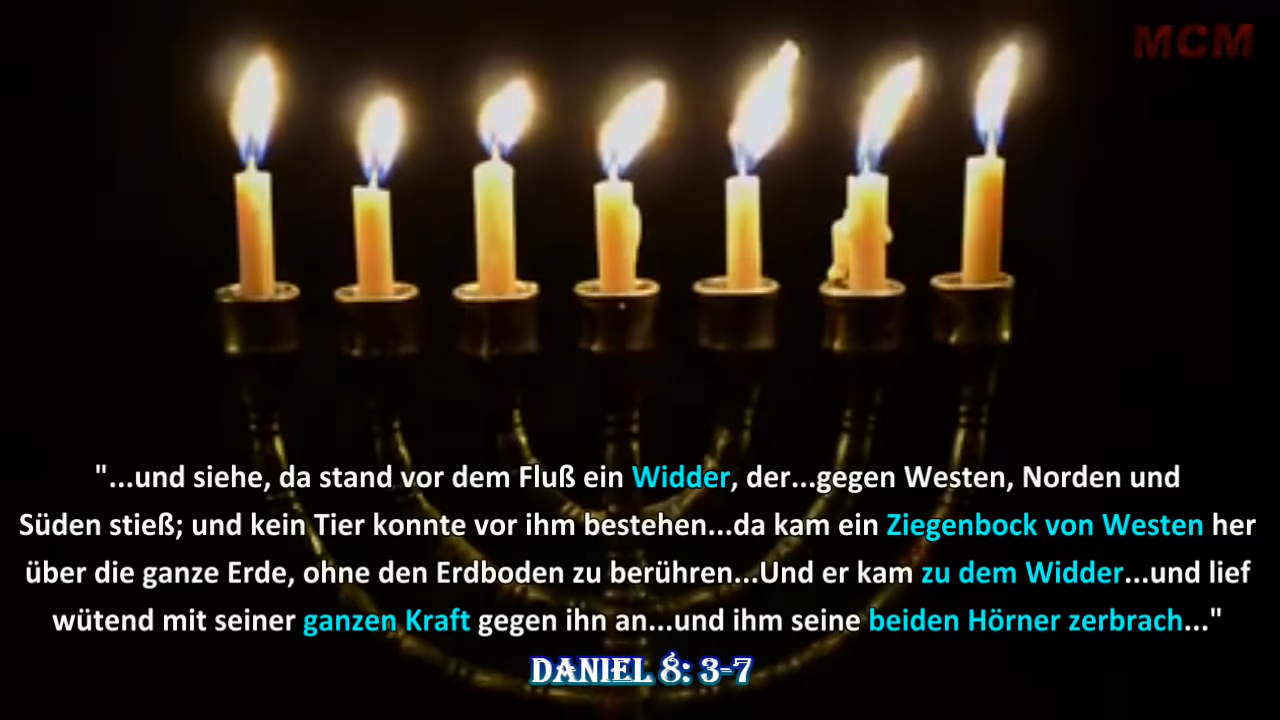 MCM
"...und siehe, da stand vor dem Fluß ein Widder, der...gegen Westen, Norden und
Süden stieß; und kein Tier konnte vor ihm bestehen...da kam ein Ziegenbock von Westen her
über die ganze Erde, ohne den Erdboden zu berühren...Und er kam zu dem Widder...und lief
wütend mit seiner ganzen Kraft gegen ihn an...und ihm seine beiden Hörner zerbrach..."
DANIEL 8: 3-7